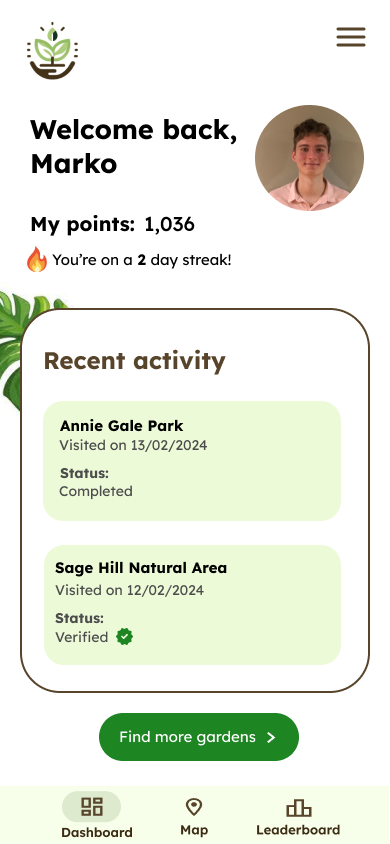 Welcome back,
Marko
My points: 1,036
You’re on a 2 day streak!
Recent activity
Annie Gale Park
Visited on 13/02/2024
Status:
Completed
Sage Hill Natural Area
Visited on 12/02/2024
Status:
Verified
Find more gardens
Dashboard
Map
Leaderboard